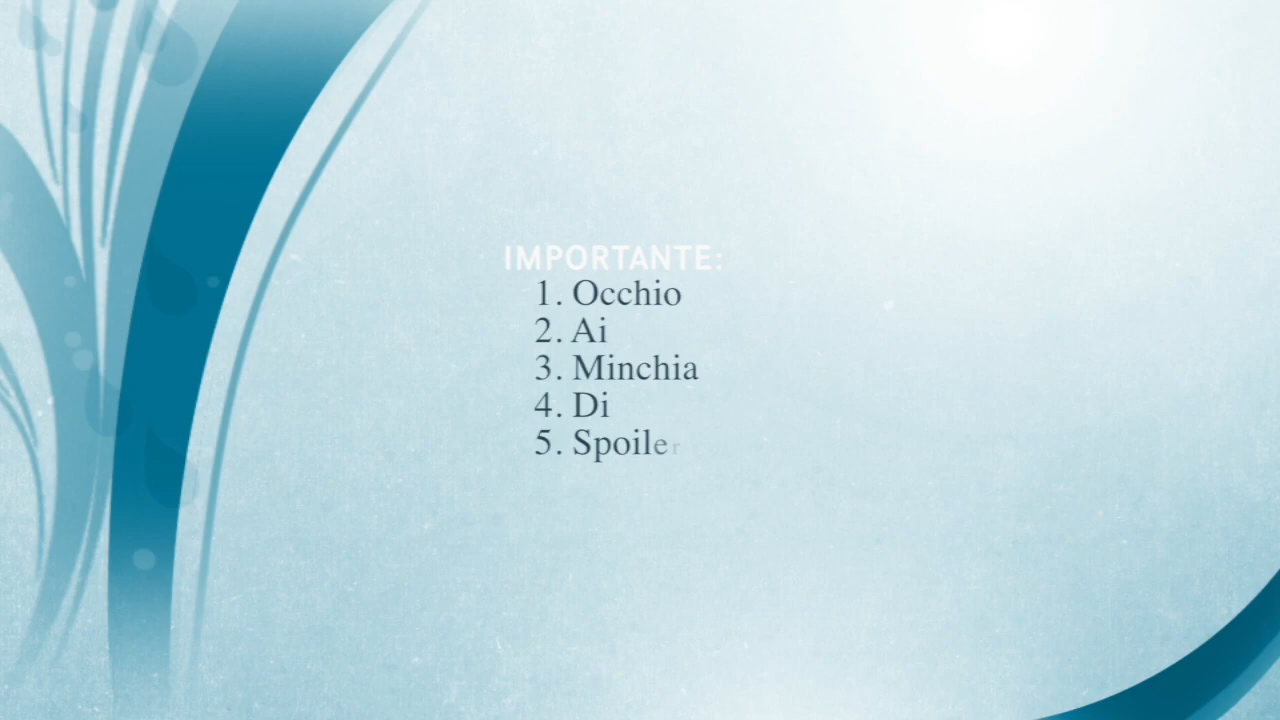 IMPORTANTE:
1. Occhio
2. Ai
3. Minchia
4. Di
5. Spoiler